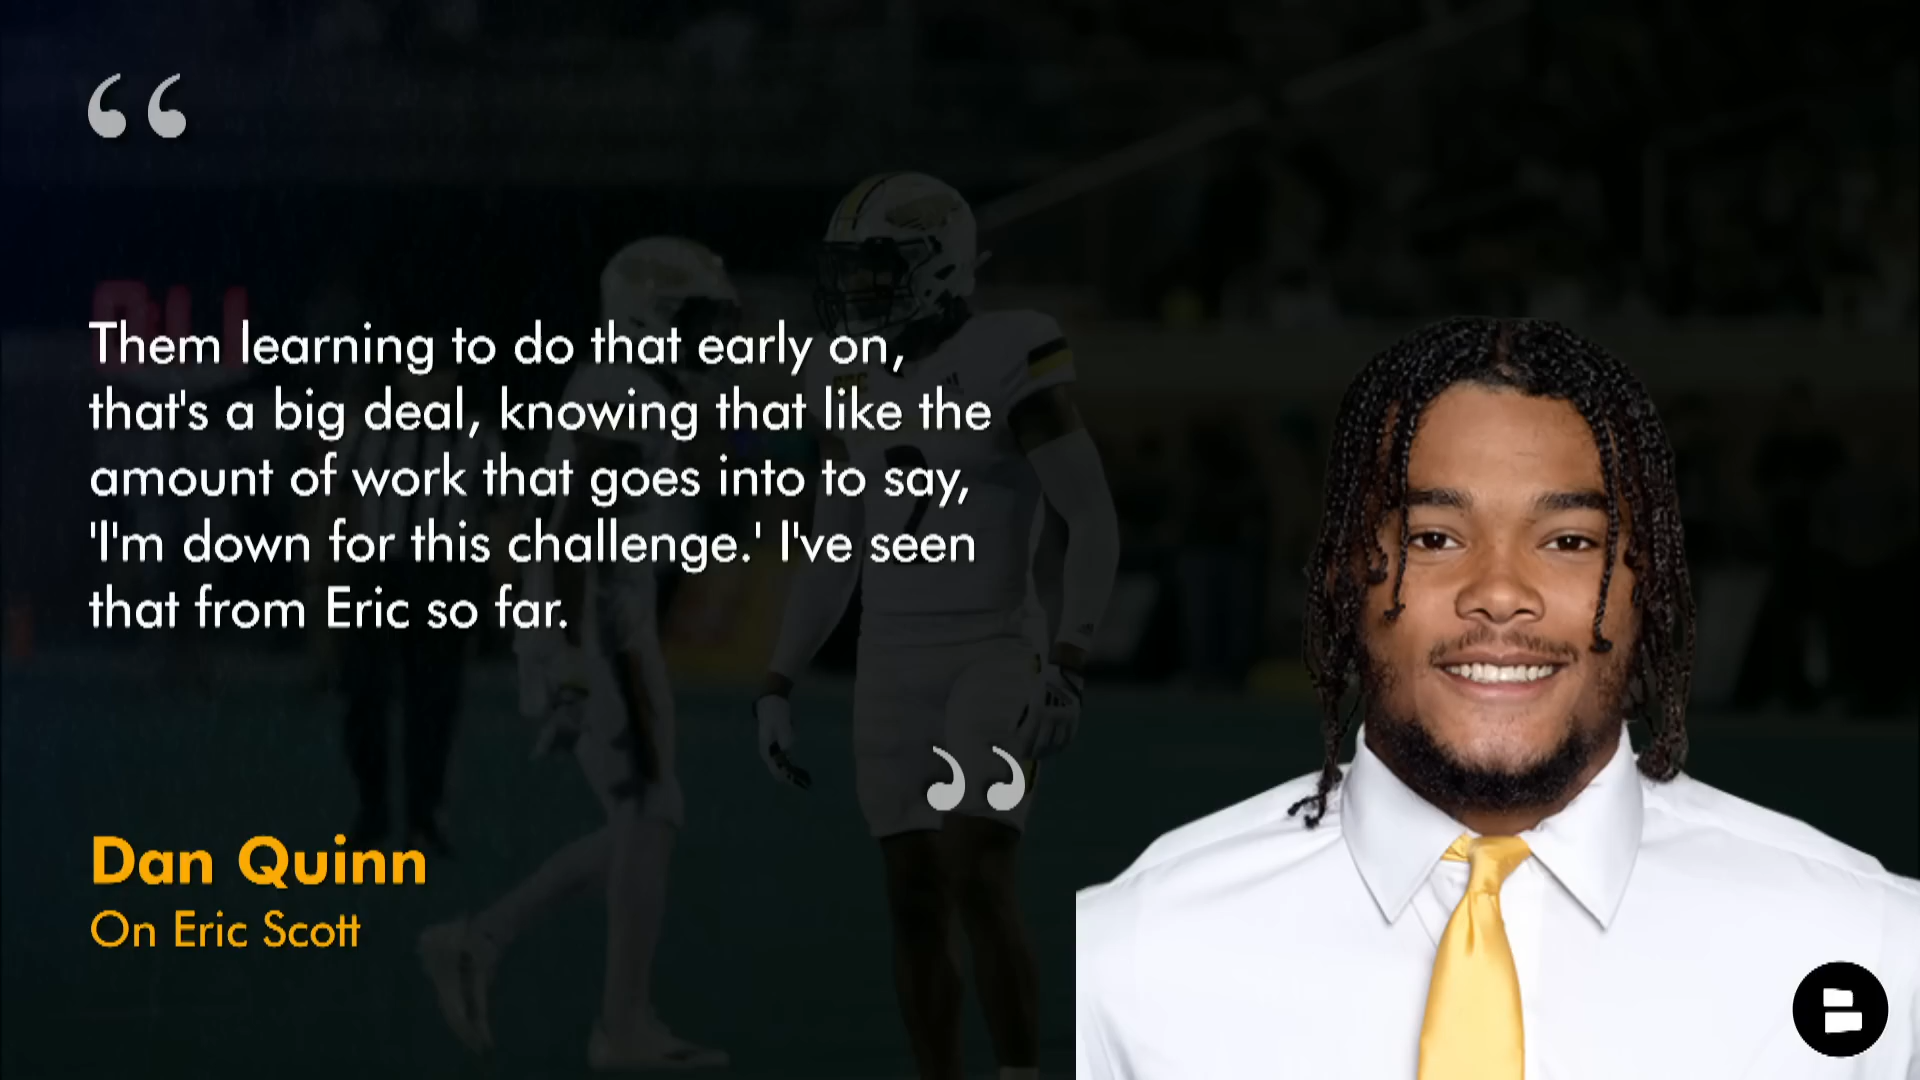 “
Them learning to do that early on,
that's a big deal, knowing that like the
amount of work that goes into to say,
'I'm down for this challenge.' I've seen
that from Eric so far.
”
Dan Quinn
On Eric Scott